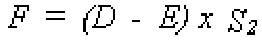 F = (D - E) x S₂